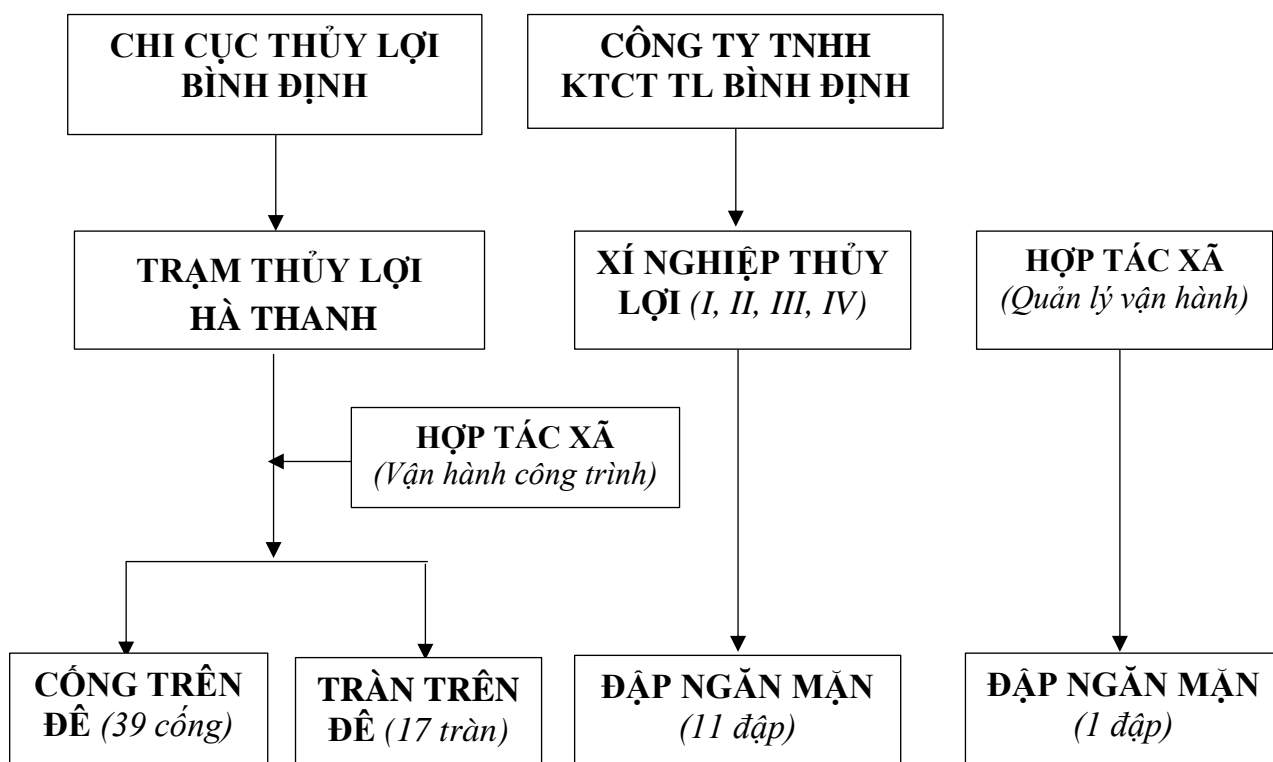 CHI CỤC THỦY LỢI
BÌNH ĐỊNH
CÔNG TY TNHH
KTCT TL BÌNH ĐỊNH
TRẠM THỦY LỢI
HÀ THANH
XÍ NGHIỆP THỦY
LỢI (I, II, III, IV)
HỢP TÁC XÃ
(Quản lý vận hành)
HỢP TÁC XÃ
(Vận hành công trình)
CỐNG TRÊN
ĐÊ (39 cống)
TRÀN TRÊN
ĐÊ (17 tràn)
ĐẬP NGĂN MẶN
(11 đập)
ĐẬP NGĂN MẶN
(1 đập)